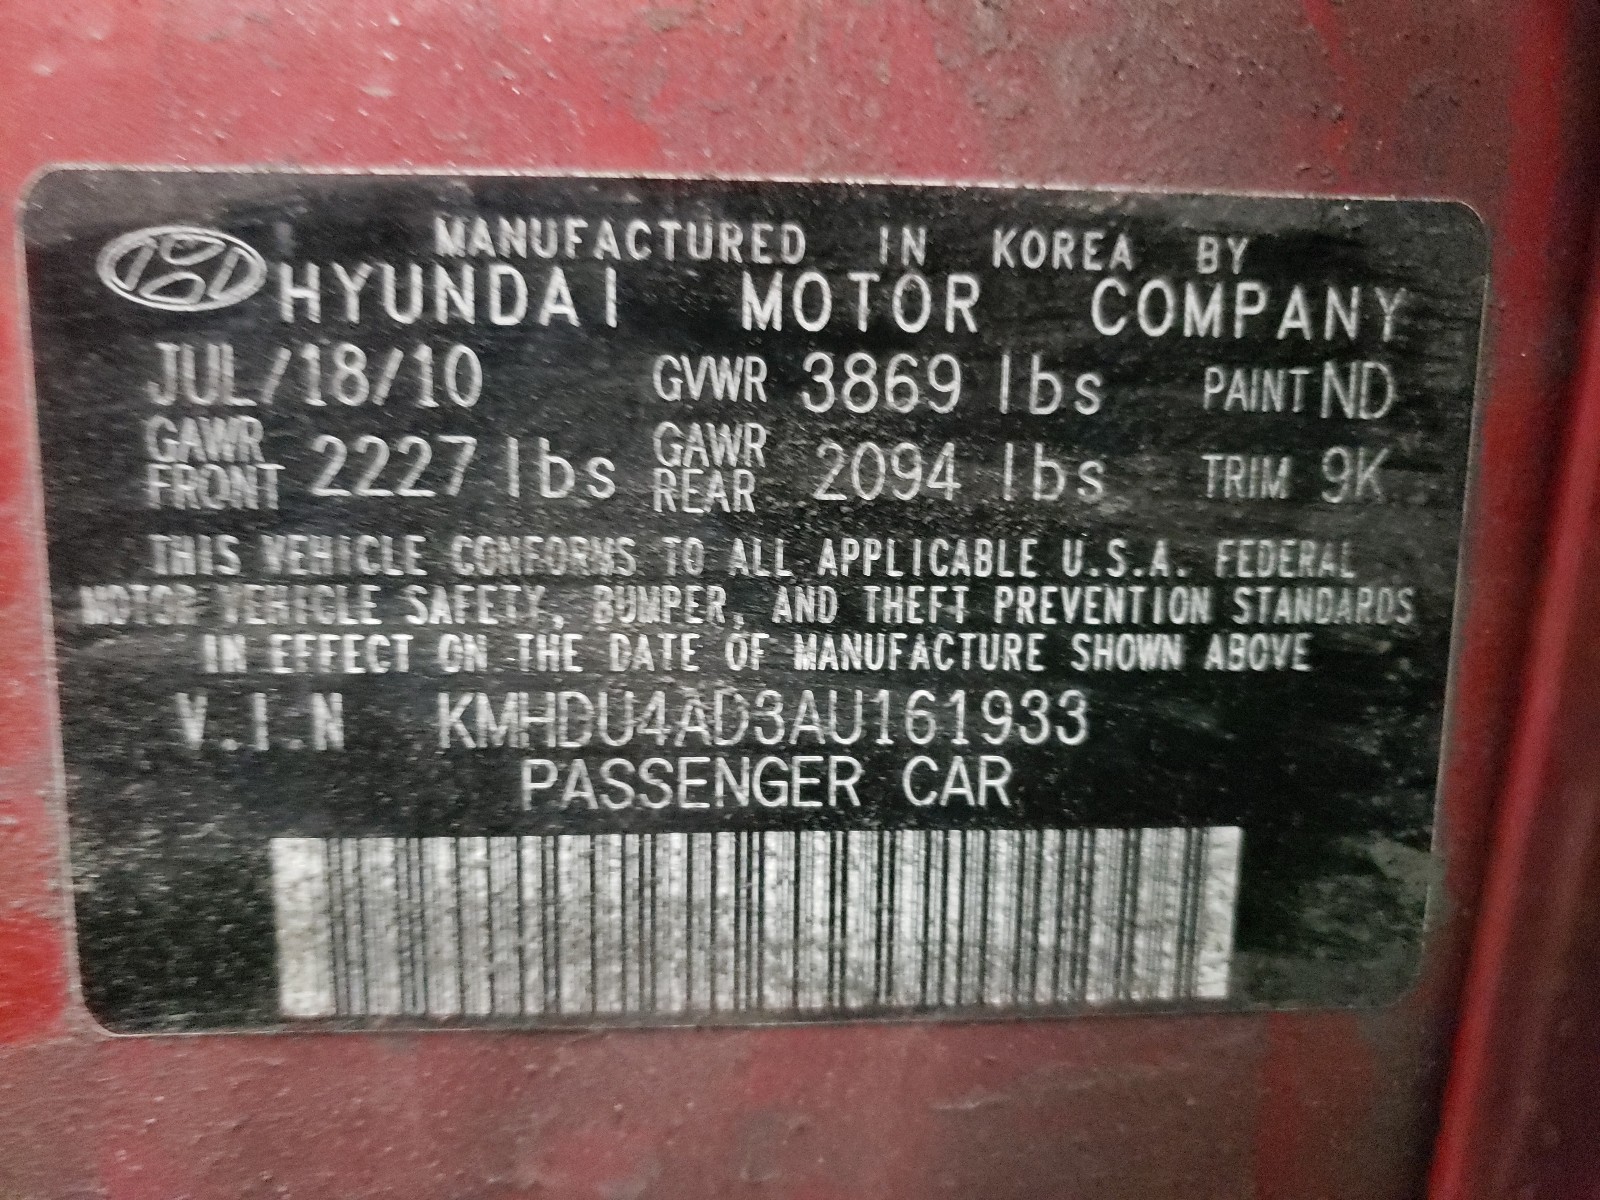 MANUFACTURED IN KOREA BY
HYUNDAI MOTOR COMPANY
JUL/18/10 GVWR 3869 lbs PAINT ND
GAWR FRONT 2227 lbs GAWR REAR 2094 lbs TRIM 9K
THIS VEHICLE CONFORMS TO ALL APPLICABLE U.S.A. FEDERAL
MOTOR VEHICLE SAFETY, BUMPER, AND THEFT PREVENTION STANDARDS
IN EFFECT ON THE DATE OF MANUFACTURE SHOWN ABOVE
V.I.N KMHDU4AD3AU161933
PASSENGER CAR